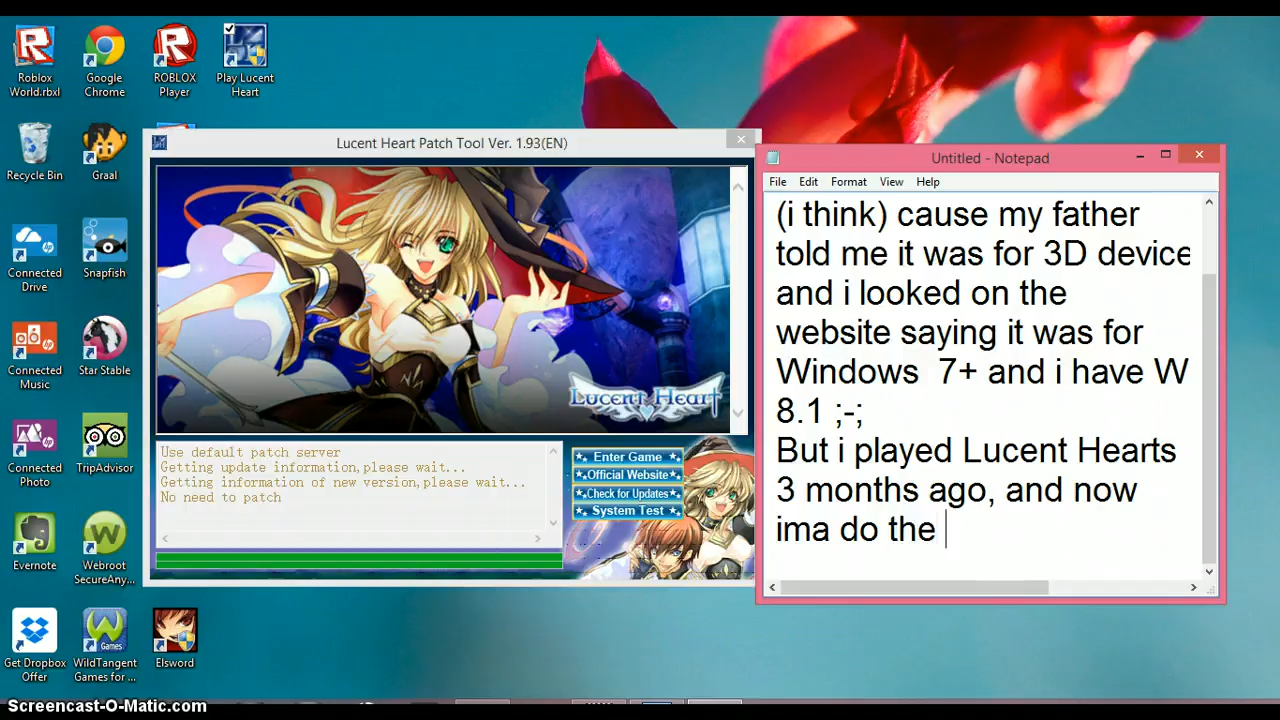 Roblox
World.rbxl
Google
Chrome
ROBLOX
Player
Play Lucent
Heart
Recycle Bin
Graal
Connected
Drive
Snapfish
Connected
Music
Star Stable
Connected
Photo
TripAdvisor
Evernote
Webroot
SecureAny...
Get Dropbox
Offer
WildTangent
Games for ...
Elsword
Lucent Heart Patch Tool Ver. 1.93(EN)
Lucent Heart
Use default patch server
Getting update information,please wait...
Getting information of new version,please wait...
No need to patch
Enter Game
Official Website
Check for Updates
System Test
Untitled - Notepad
File Edit Format View Help
(i think) cause my father
told me it was for 3D device
and i looked on the
website saying it was for
Windows  7+ and i have W
8.1 ;-;
But i played Lucent Hearts
3 months ago, and now
ima do the
Screencast-O-Matic.com